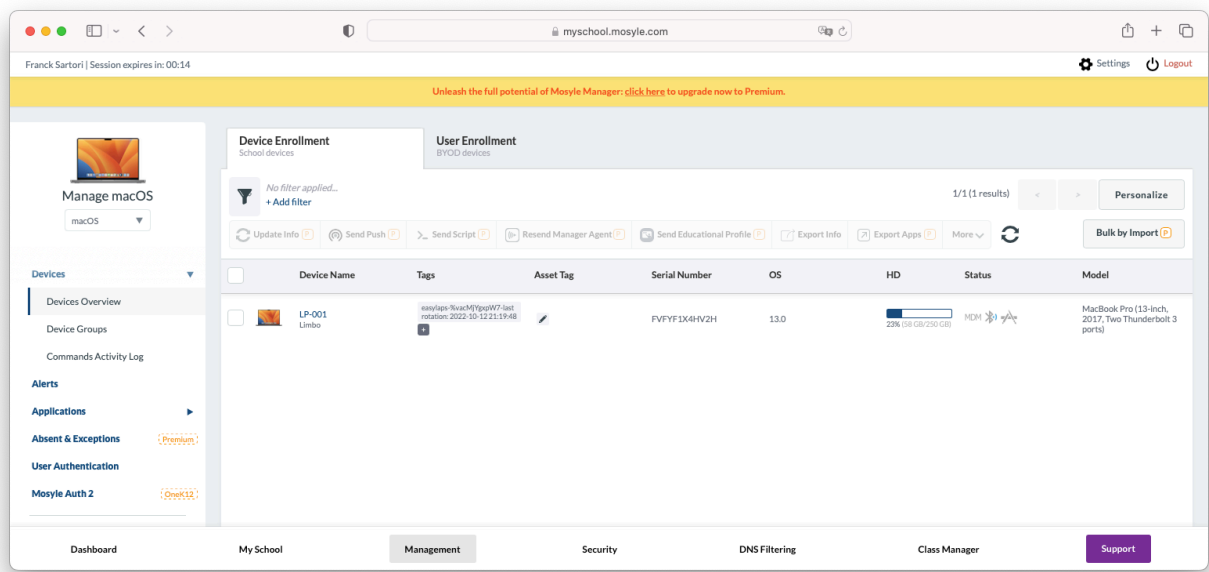 myschool.mosyle.com
Franck Sartori | Session expires in: 00:14
Settings
Logout
Unleash the full potential of Mosyle Manager: click here to upgrade now to Premium.
Manage macOS
macOS
Devices
Devices Overview
Device Groups
Commands Activity Log
Alerts
Applications
Absent & Exceptions
Premium
User Authentication
Mosyle Auth 2
OneK12
Device Enrollment
School devices
User Enrollment
BYOD devices
No filter applied...
+ Add filter
1/1 (1 results)
«
»
Personalize
Update Info P
Send Push P
Send Script P
Resend Manager Agent P
Send Educational Profile P
Export Info
Export Apps P
More
Bulk by Import P
Device Name Tags Asset Tag Serial Number OS HD Status Model
LP-001
Limbo
easylaps-%vacMjYgxpW7-last
rotation: 2022-10-12 21:19:48
+
FVFYF1X4HV2H
13.0
23% (58 GB/250 GB)
MDM
MacBook Pro (13-inch,
2017, Two Thunderbolt 3
ports)
Dashboard
My School
Management
Security
DNS Filtering
Class Manager
Support